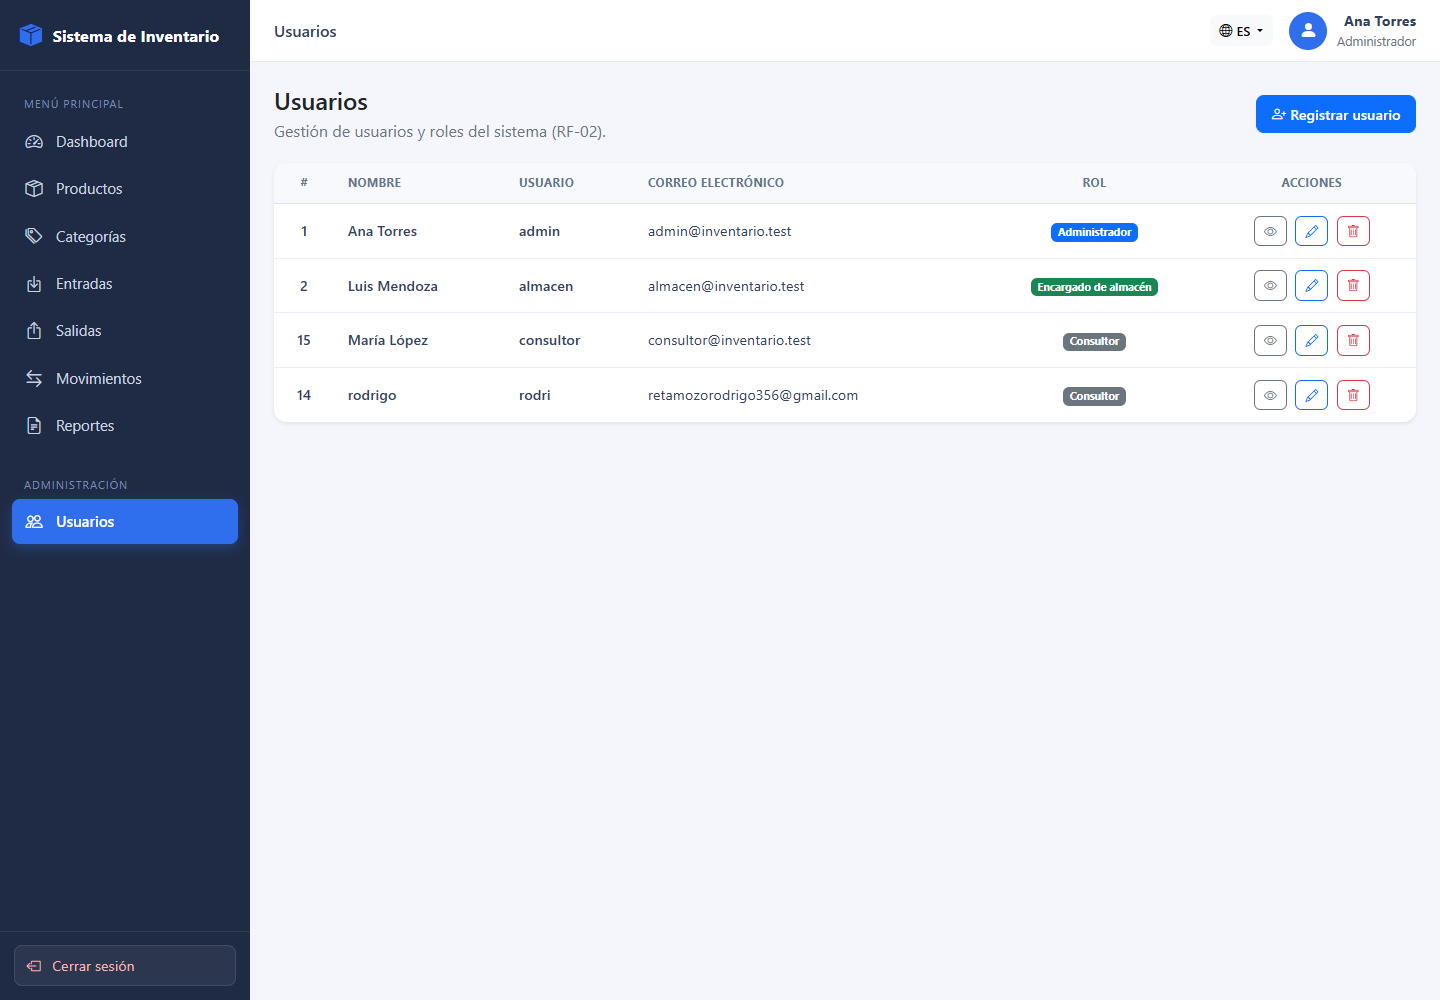 Sistema de Inventario
MENÚ PRINCIPAL
Dashboard
Productos
Categorías
Entradas
Salidas
Movimientos
Reportes
ADMINISTRACIÓN
Usuarios
Cerrar sesión
Usuarios
ES
Ana Torres
Administrador
Usuarios
Gestión de usuarios y roles del sistema (RF-02).
Registrar usuario
# NOMBRE USUARIO CORREO ELECTRÓNICO ROL ACCIONES
1 Ana Torres admin admin@inventario.test Administrador
2 Luis Mendoza almacen almacen@inventario.test Encargado de almacén
15 María López consultor consultor@inventario.test Consultor
14 rodrigo rodri retamozorodrigo356@gmail.com Consultor